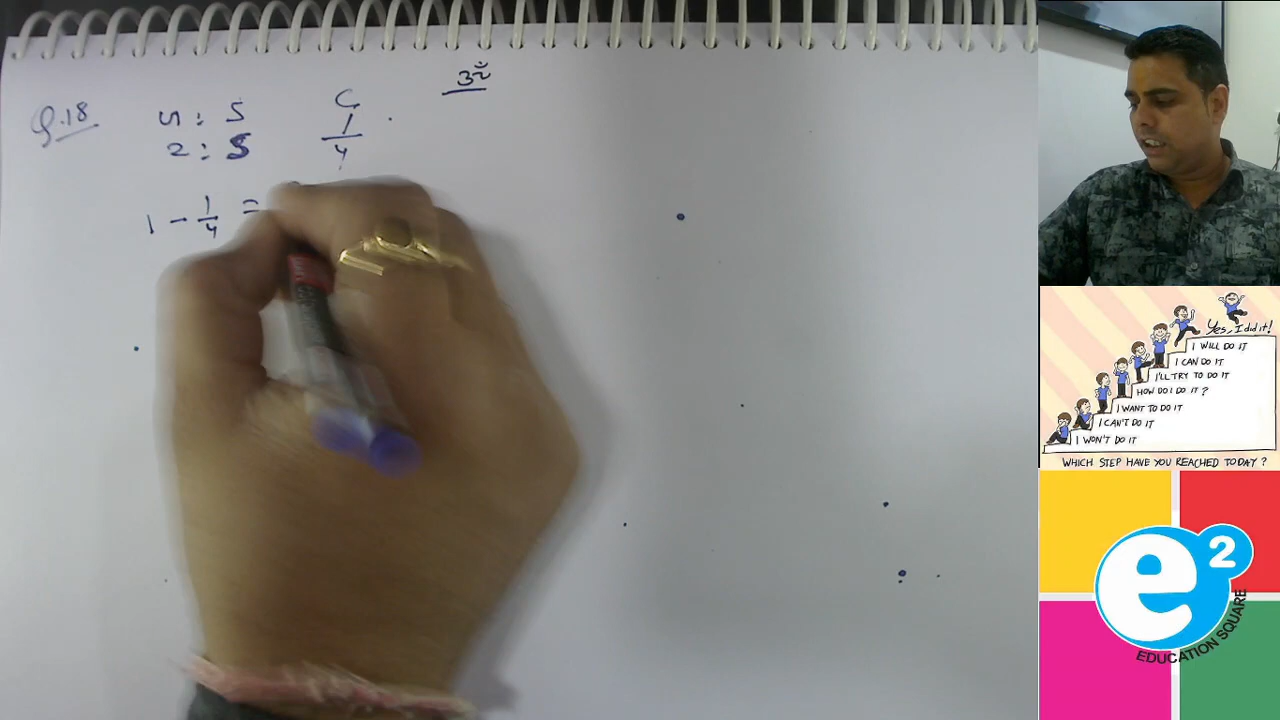 ॐ
Q.18 5 : 5 C
2 : 5 1/4
1 - 1/4 =
Yes, I did it!
I WILL DO IT
I CAN DO IT
I'LL TRY TO DO IT
HOW DO I DO IT?
I WANT TO DO IT
I CAN'T DO IT
I WON'T DO IT
WHICH STEP HAVE YOU REACHED TODAY?
e2
EDUCATION SQUARE